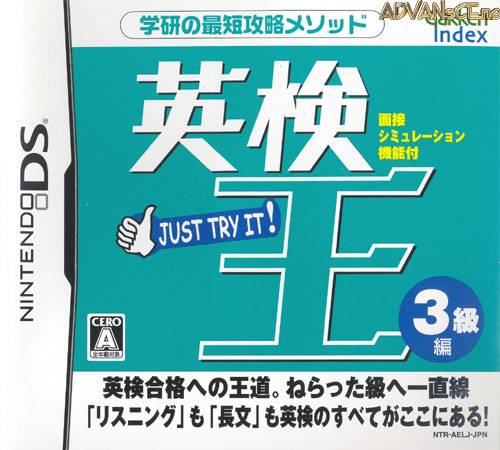 学研の最短攻略メソッド
ADVANsCEne
Gakken
Index
英検
王
面接
シミュレーション
機能付
JUST TRY IT!
NINTENDO DS
3級
編
CERO
A
全年齢対象
英検合格への王道。ねらった級へ一直線
「リスニング」も「長文」も英検のすべてがここにある!
NTR-AELJ-JPN